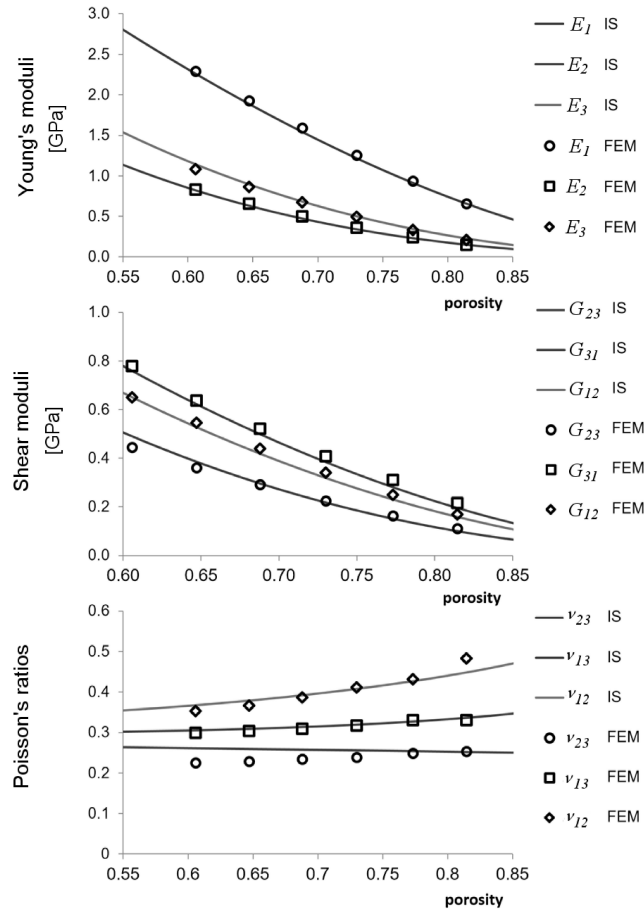 Young's moduli
[GPa]
3.0
2.5
2.0
1.5
1.0
0.5
0.0
0.55 0.60 0.65 0.70 0.75 0.80 0.85
porosity
E1 IS
E2 IS
E3 IS
E1 FEM
E2 FEM
E3 FEM
Shear moduli
[GPa]
0.8
0.6
0.4
0.2
0.0
0.60 0.65 0.70 0.75 0.80 0.85
porosity
G23 IS
G31 IS
G12 IS
G23 FEM
G31 FEM
G12 FEM
Poisson's ratios
0.6
0.5
0.4
0.3
0.2
0.1
0
0.55 0.6 0.65 0.7 0.75 0.8 0.85
porosity
ν23 IS
ν13 IS
ν12 IS
ν23 FEM
ν13 FEM
ν12 FEM